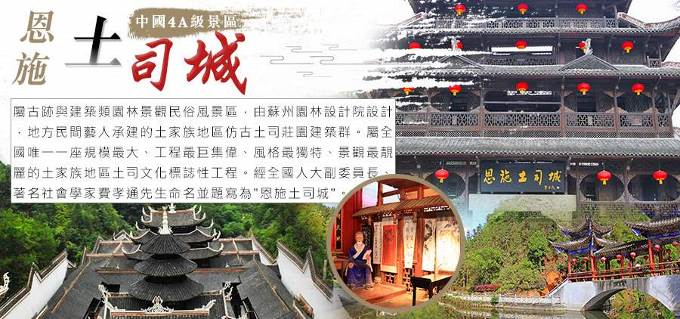 恩施
土司城
中國4A級景區
屬古跡與建築類園林景觀民俗風景區，由蘇州園林設計院設計
，地方民間藝人承建的土家族地區仿古土司莊園建築群。屬全
國唯一一座規模最大、工程最巨集偉、風格最獨特、景觀最靚
麗的土家族地區土司文化標誌性工程。經全國人大副委員長、
著名社會學家費孝通先生命名並題寫為"恩施土司城"。
恩施土司城